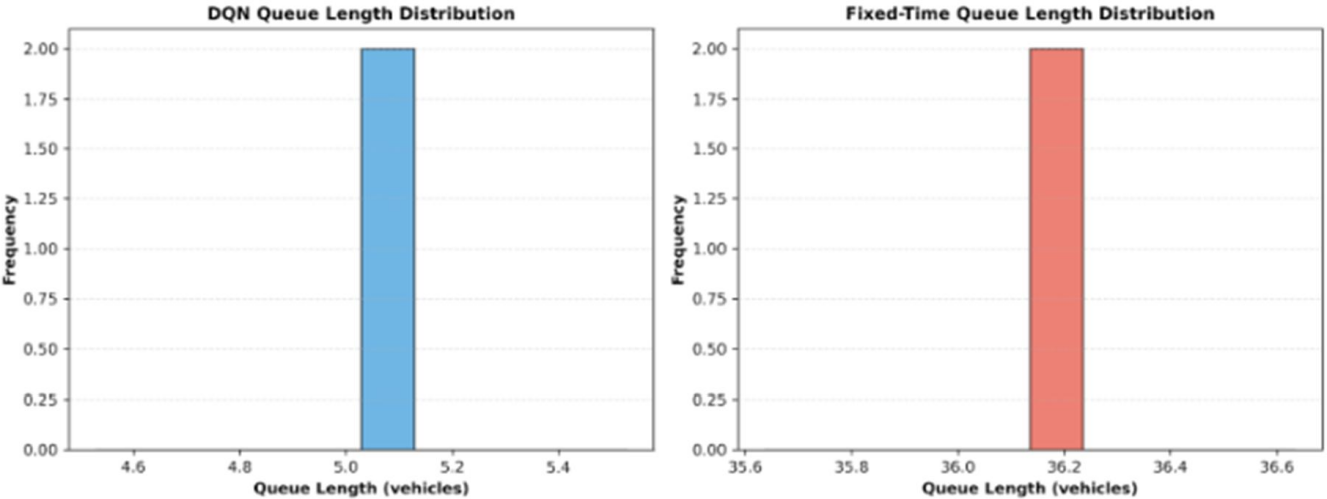 DQN Queue Length Distribution
2.00
1.75
1.50
1.25
1.00
0.75
0.50
0.25
0.00
Frequency
4.6 4.8 5.0 5.2 5.4
Queue Length (vehicles)
Fixed-Time Queue Length Distribution
2.00
1.75
1.50
1.25
1.00
0.75
0.50
0.25
0.00
Frequency
35.6 35.8 36.0 36.2 36.4 36.6
Queue Length (vehicles)